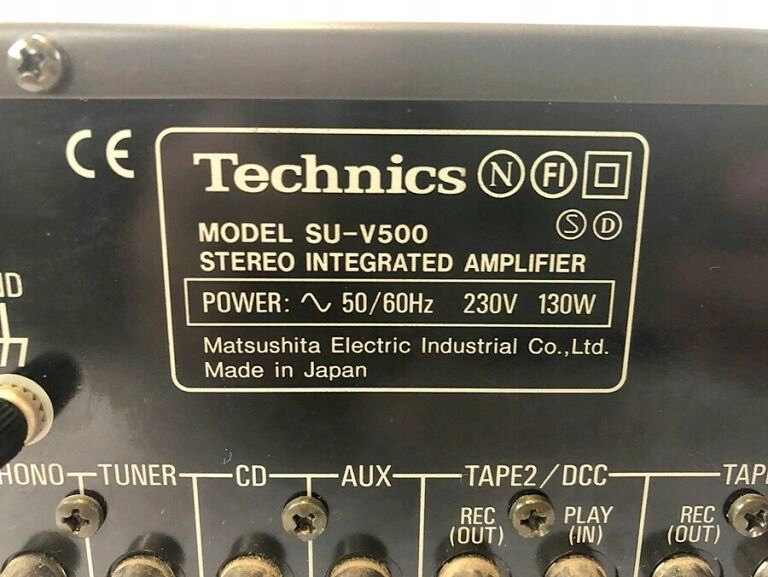 CE
Technics N FI
MODEL SU-V500 S D
STEREO INTEGRATED AMPLIFIER
POWER: ∿ 50/60Hz 230V 130W
Matsushita Electric Industrial Co.,Ltd.
Made in Japan
TUNER CD AUX TAPE2/DCC
REC PLAY REC
(OUT) (IN) (OUT)